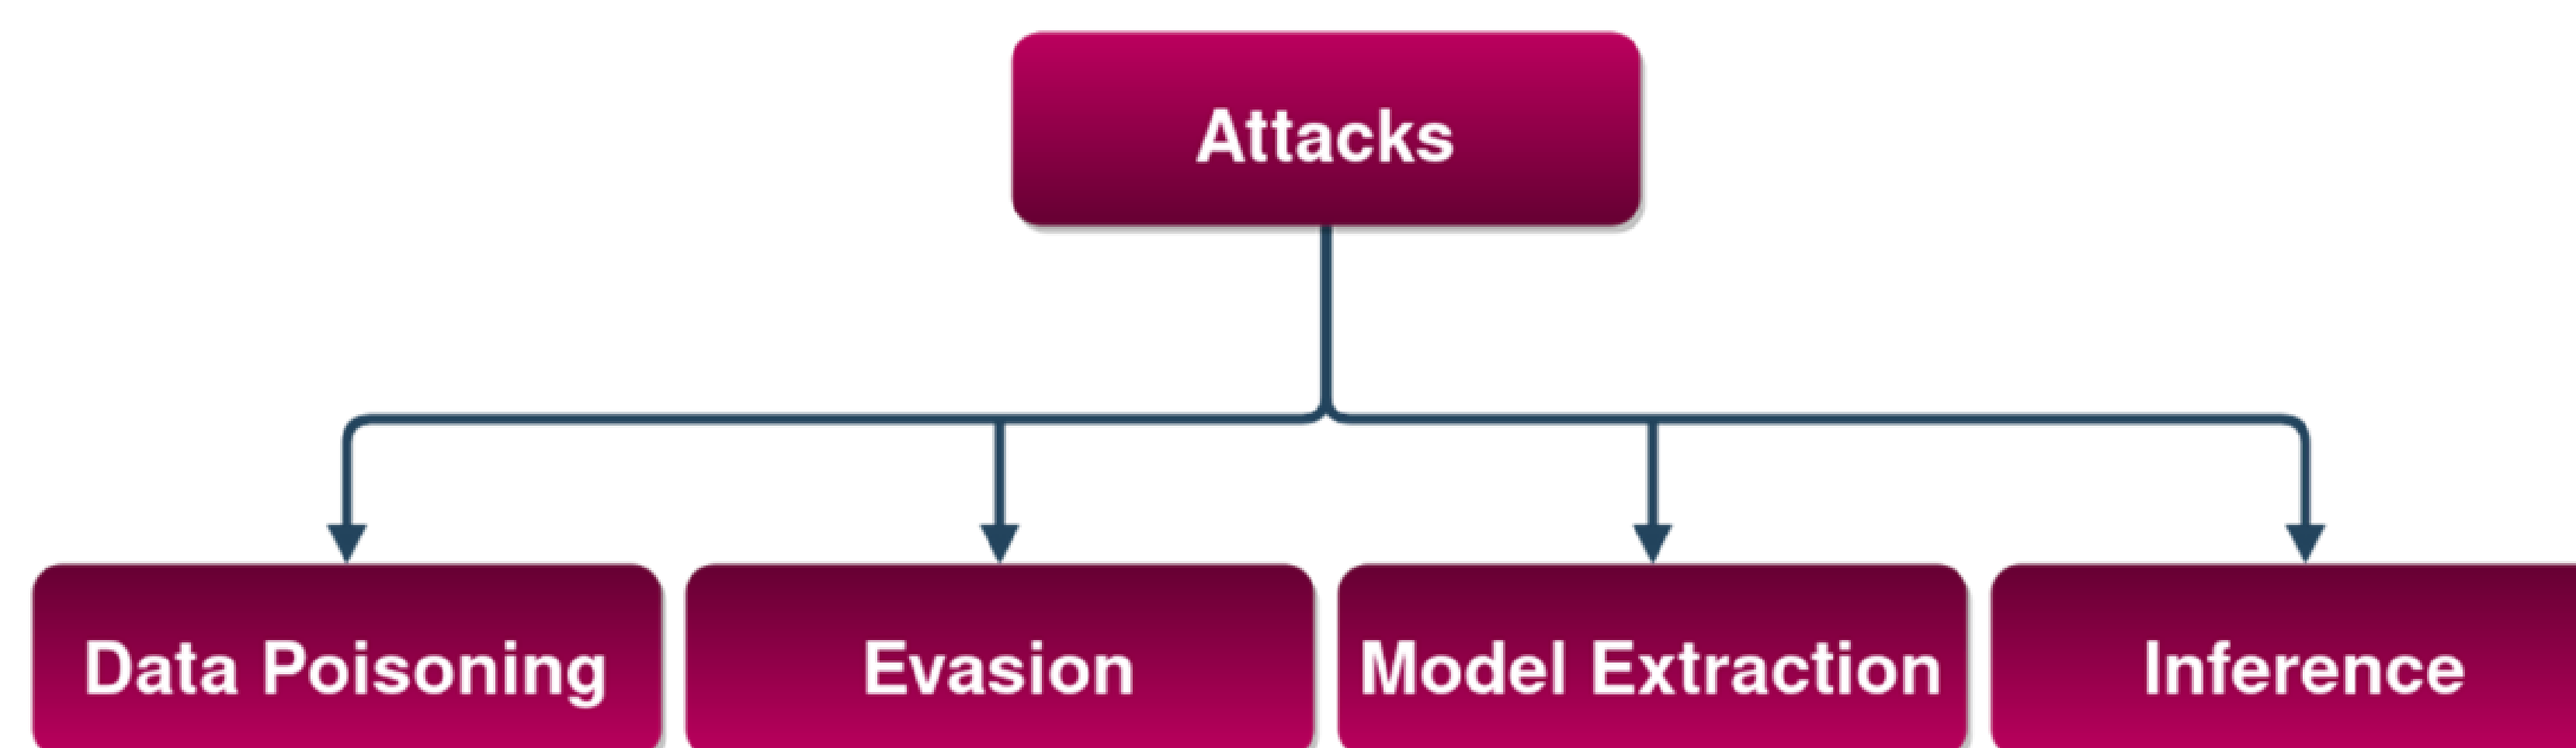 Attacks
Data Poisoning
Evasion
Model Extraction
Inference